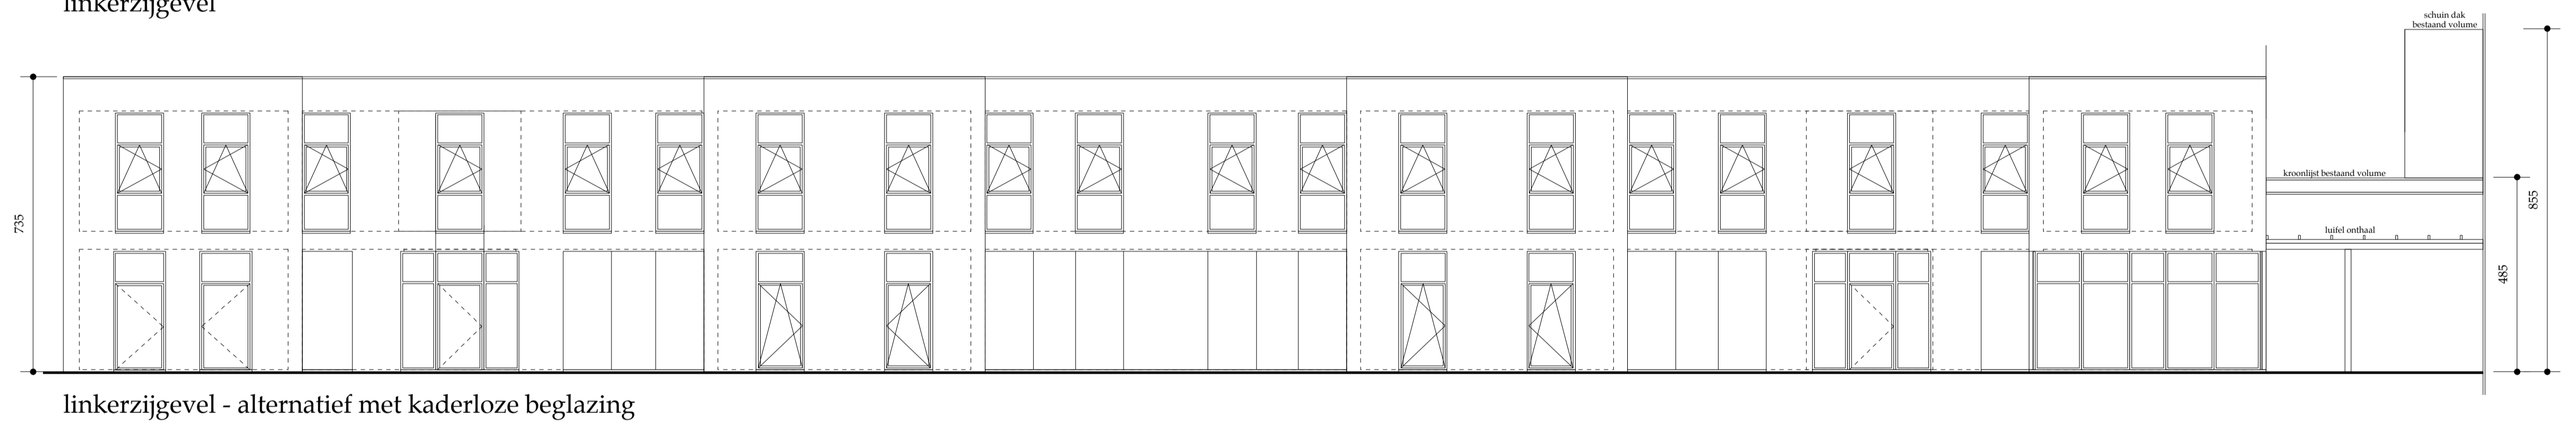 linkerzijgevel
schuin dak
bestaand volume
kroonlijst bestaand volume
luifel onthaal
735
485
855
linkerzijgevel - alternatief met kaderloze beglazing